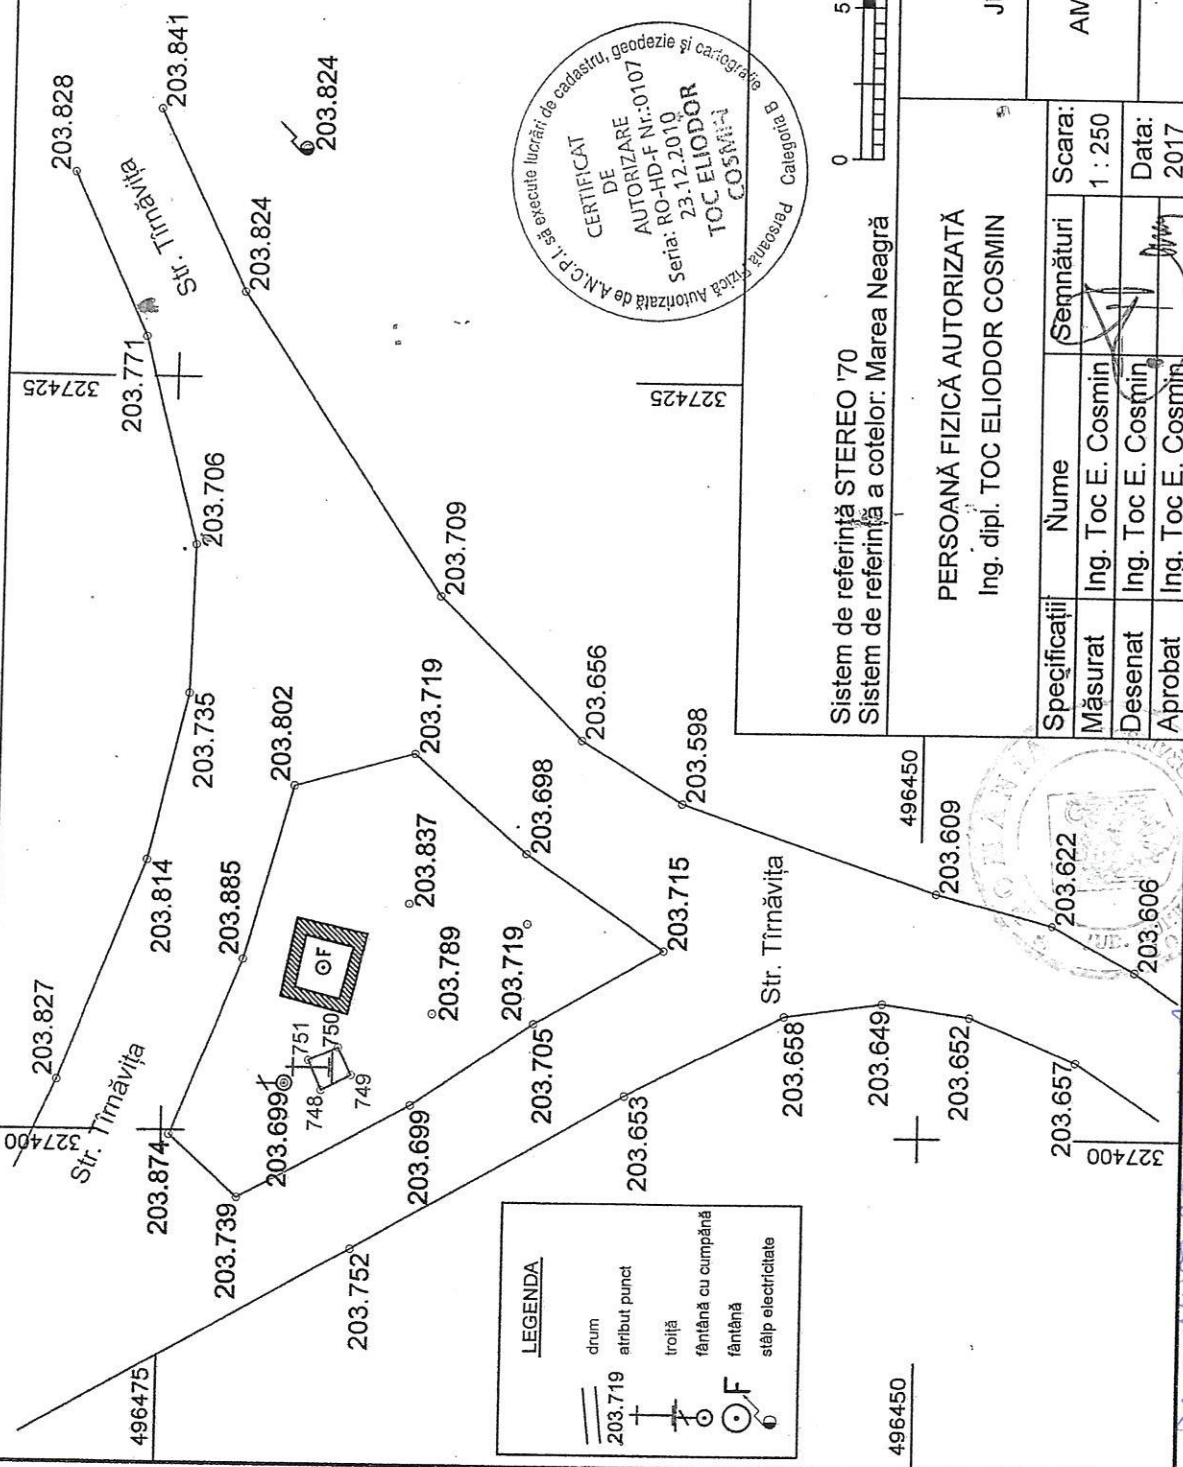 203.828
203.841
Str. Tîrnăvița
203.824
203.824
327425
203.771
203.706
203.709
203.735
203.802
203.719
203.656
203.598
203.814
203.885
203.698
203.837
203.827
F
203.789
203.719
203.715
Str. Tîrnăvița
327400
Str. Tîrnăvița
203.874
751
750
748
749
203.699
203.705
203.699
203.739
203.752
203.653
203.658
203.649
203.652
203.657
203.609
203.622
203.606
496475
496450
496450
327425
327400
LEGENDA
drum
203.719 atribut punct
troiță
fântână cu cumpănă
F fântână
stâlp electricitate
Persoană Fizică Autorizată de A.N.C.P.I. să execute lucrări de cadastru, geodezie și cartografie Categoria B
CERTIFICAT
DE
AUTORIZARE
Seria: RO-HD-F Nr.:0107
23.12.2010
TOC ELIODOR
COSMIN
0 5
Sistem de referință STEREO '70
Sistem de referință a cotelor: Marea Neagră
PERSOANĂ FIZICĂ AUTORIZATĂ
Ing. dipl. TOC ELIODOR COSMIN
Specificații Nume Semnături Scara:
Măsurat Ing. Toc E. Cosmin 1 : 250
Desenat Ing. Toc E. Cosmin Data:
Aprobat Ing. Toc E. Cosmin 2017
AM